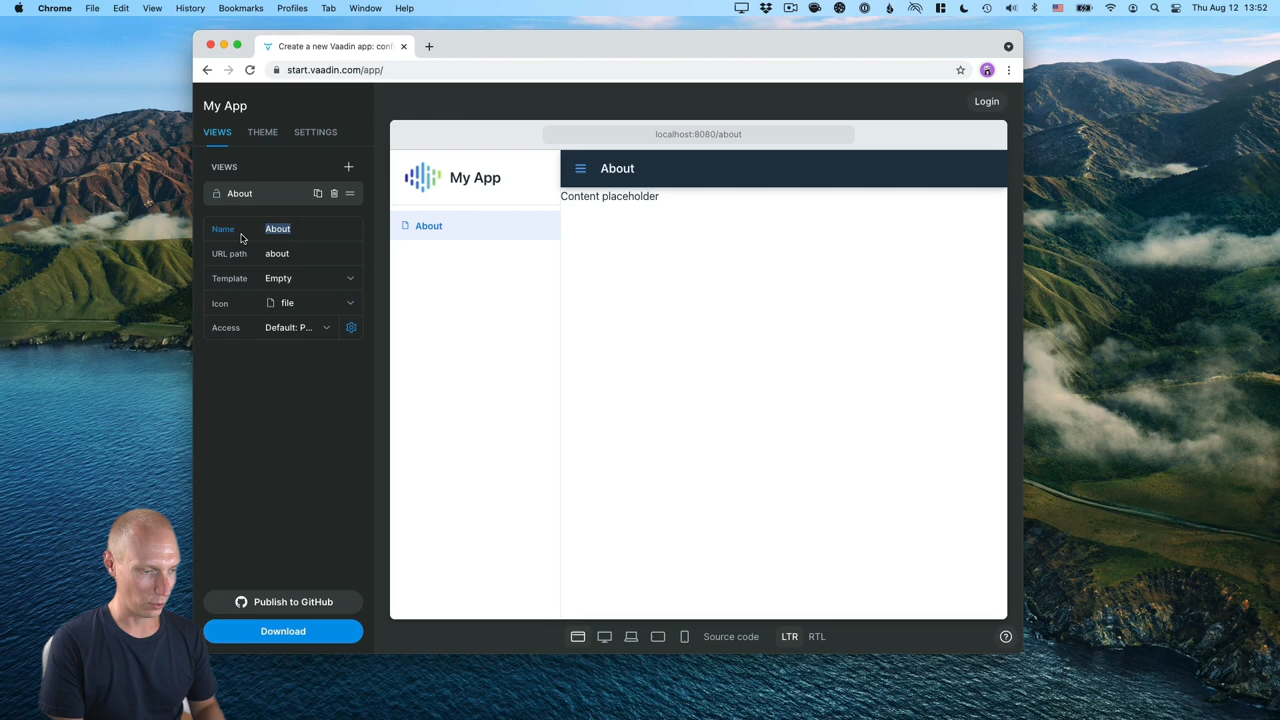 Chrome File Edit View History Bookmarks Profiles Tab Window Help Thu Aug 12 13:52
Create a new Vaadin app: conf
start.vaadin.com/app/
My App
Login
VIEWS THEME SETTINGS
VIEWS
About
Name About
URL path about
Template Empty
Icon file
Access Default: P...
Publish to GitHub
Download
localhost:8080/about
My App
About
About
Content placeholder
Source code LTR RTL